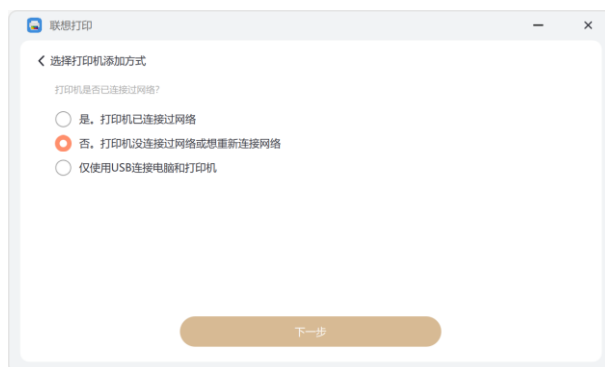 联想打印
选择打印机添加方式
打印机是否已连接过网络?
是，打印机已连接过网络
否，打印机没连接过网络或想重新连接网络
仅使用USB连接电脑和打印机
下一步